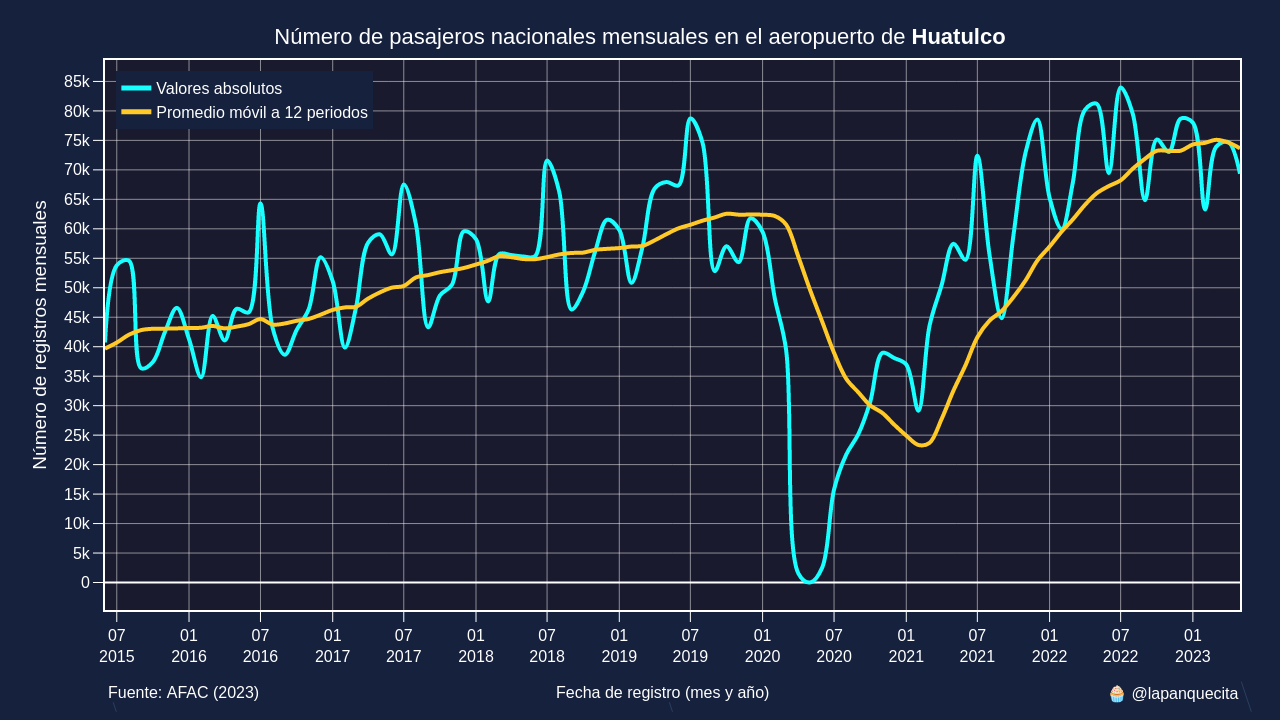 Número de pasajeros nacionales mensuales en el aeropuerto de Huatulco
Valores absolutos
Promedio móvil a 12 periodos
Número de registros mensuales
85k
80k
75k
70k
65k
60k
55k
50k
45k
40k
35k
30k
25k
20k
15k
10k
5k
0
07 01 07 01 07 01 07 01 07 01 07 01 07 01 07 01
2015 2016 2016 2017 2017 2018 2018 2019 2019 2020 2020 2021 2021 2022 2022 2023
Fuente: AFAC (2023) Fecha de registro (mes y año) 🧁 @lapanquecita